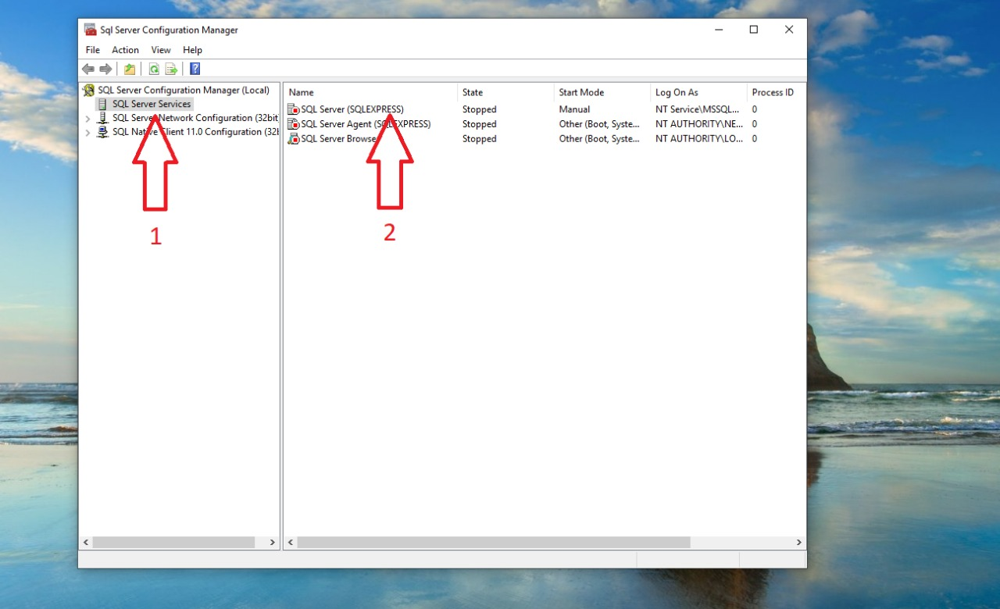 Sql Server Configuration Manager
File Action View Help
SQL Server Configuration Manager (Local)
SQL Server Services
SQL Server Network Configuration (32bit
SQL Native Client 11.0 Configuration (32
Name State Start Mode Log On As Process ID
SQL Server (SQLEXPRESS) Stopped Manual NT Service\MSSQL... 0
SQL Server Agent (SQLEXPRESS) Stopped Other (Boot, Syste... NT AUTHORITY\NE... 0
SQL Server Browser Stopped Other (Boot, Syste... NT AUTHORITY\LO... 0
1
2